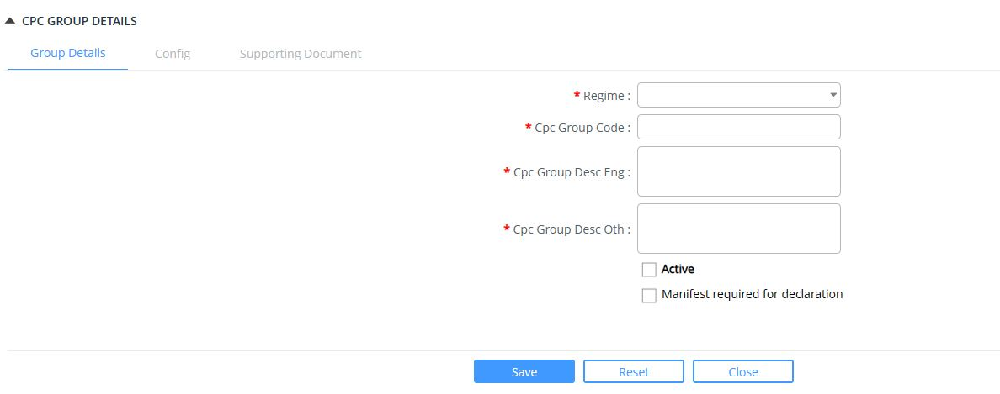 CPC GROUP DETAILS
Group Details Config Supporting Document
* Regime :
* Cpc Group Code :
* Cpc Group Desc Eng :
* Cpc Group Desc Oth :
Active
Manifest required for declaration
Save Reset Close